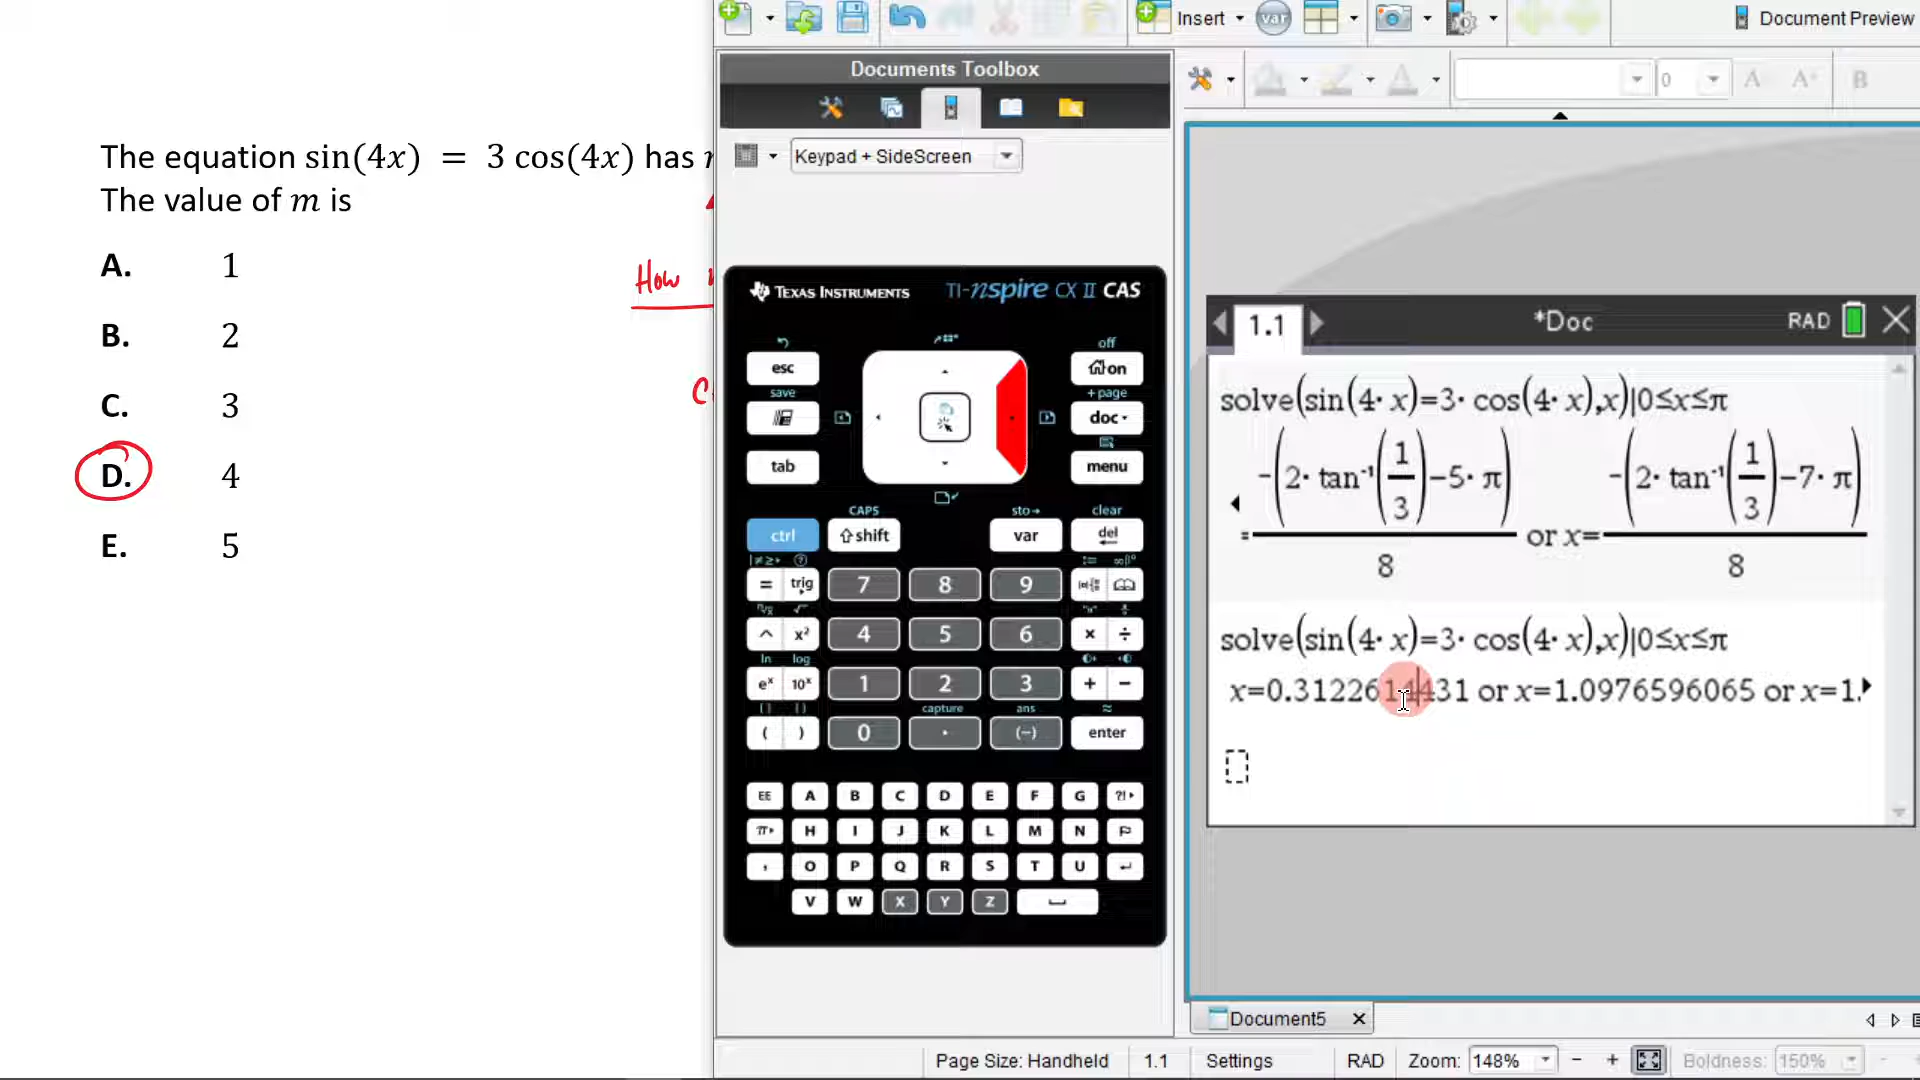 The equation sin(4x) = 3 cos(4x) has
The value of m is
A. 1
B. 2
C. 3
D. 4
E. 5
How
Insert
var
Document Preview
Documents Toolbox
Keypad + SideScreen
0
A A B
TEXAS INSTRUMENTS TI-nspire CX II CAS
off
esc
on
save
+ page
doc
tab
menu
CAPS sto→ clear
ctrl shift var del
= trig 7 8 9
^ x² 4 5 6 × ÷
ln log
eˣ 10ˣ 1 2 3 + −
[ ] { } capture ans ≈
( ) 0 . (−) enter
EE A B C D E F G ?!▸
π▸ H I J K L M N
, O P Q R S T U ↵
V W X Y Z
1.1 *Doc RAD
solve(sin(4· x)=3· cos(4· x),x)|0≤x≤π
=-(2· tan⁻¹(1/3)-5· π)/8 or x=-(2· tan⁻¹(1/3)-7· π)/8
solve(sin(4· x)=3· cos(4· x),x)|0≤x≤π
x=0.3122614431 or x=1.0976596065 or x=1.
Document5
Page Size: Handheld 1.1 Settings RAD Zoom: 148% − + Boldness: 150%